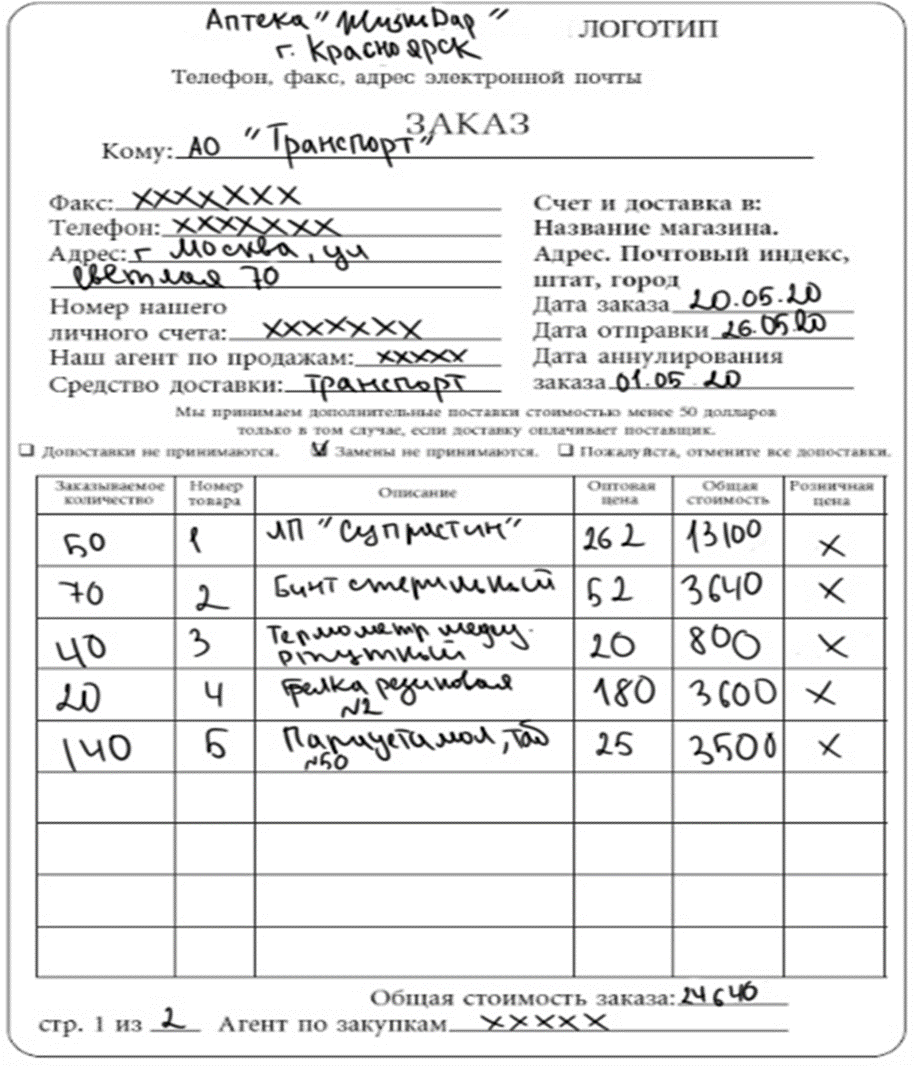 Аптека "ЖизнДар"
г. Красноярск
ЛОГОТИП
Телефон, факс, адрес электронной почты
ЗАКАЗ
Кому: АО "Транспорт"
Факс: xxxxxxx
Телефон: xxxxxxx
Адрес: г Москва, ул
Светлая 70
Номер нашего
личного счета: xxxxxxx
Наш агент по продажам: xxxxx
Средство доставки: транспорт
Счет и доставка в:
Название магазина.
Адрес. Почтовый индекс,
штат, город
Дата заказа 20.05.20
Дата отправки 26.05.20
Дата аннулирования
заказа 01.05.20
Мы принимаем дополнительные поставки стоимостью менее 50 долларов
только в том случае, если доставку оплачивает поставщик.
Допоставки не принимаются. Замены не принимаются. Пожалуйста, отмените все допоставки.
Заказываемое количество Номер товара Описание Оптовая цена Общая стоимость Розничная цена
50 1 ЛП "Супрастин" 262 13100 x
70 2 Бинт стерильный 52 3640 x
40 3 Термометр медиц. 20 800 x
ртутный
20 4 Грелка резиновая 180 3600 x
№2
140 5 Парацетамол, таб 25 3500 x
№50
Общая стоимость заказа: 24640
стр. 1 из 2 Агент по закупкам xxxxx